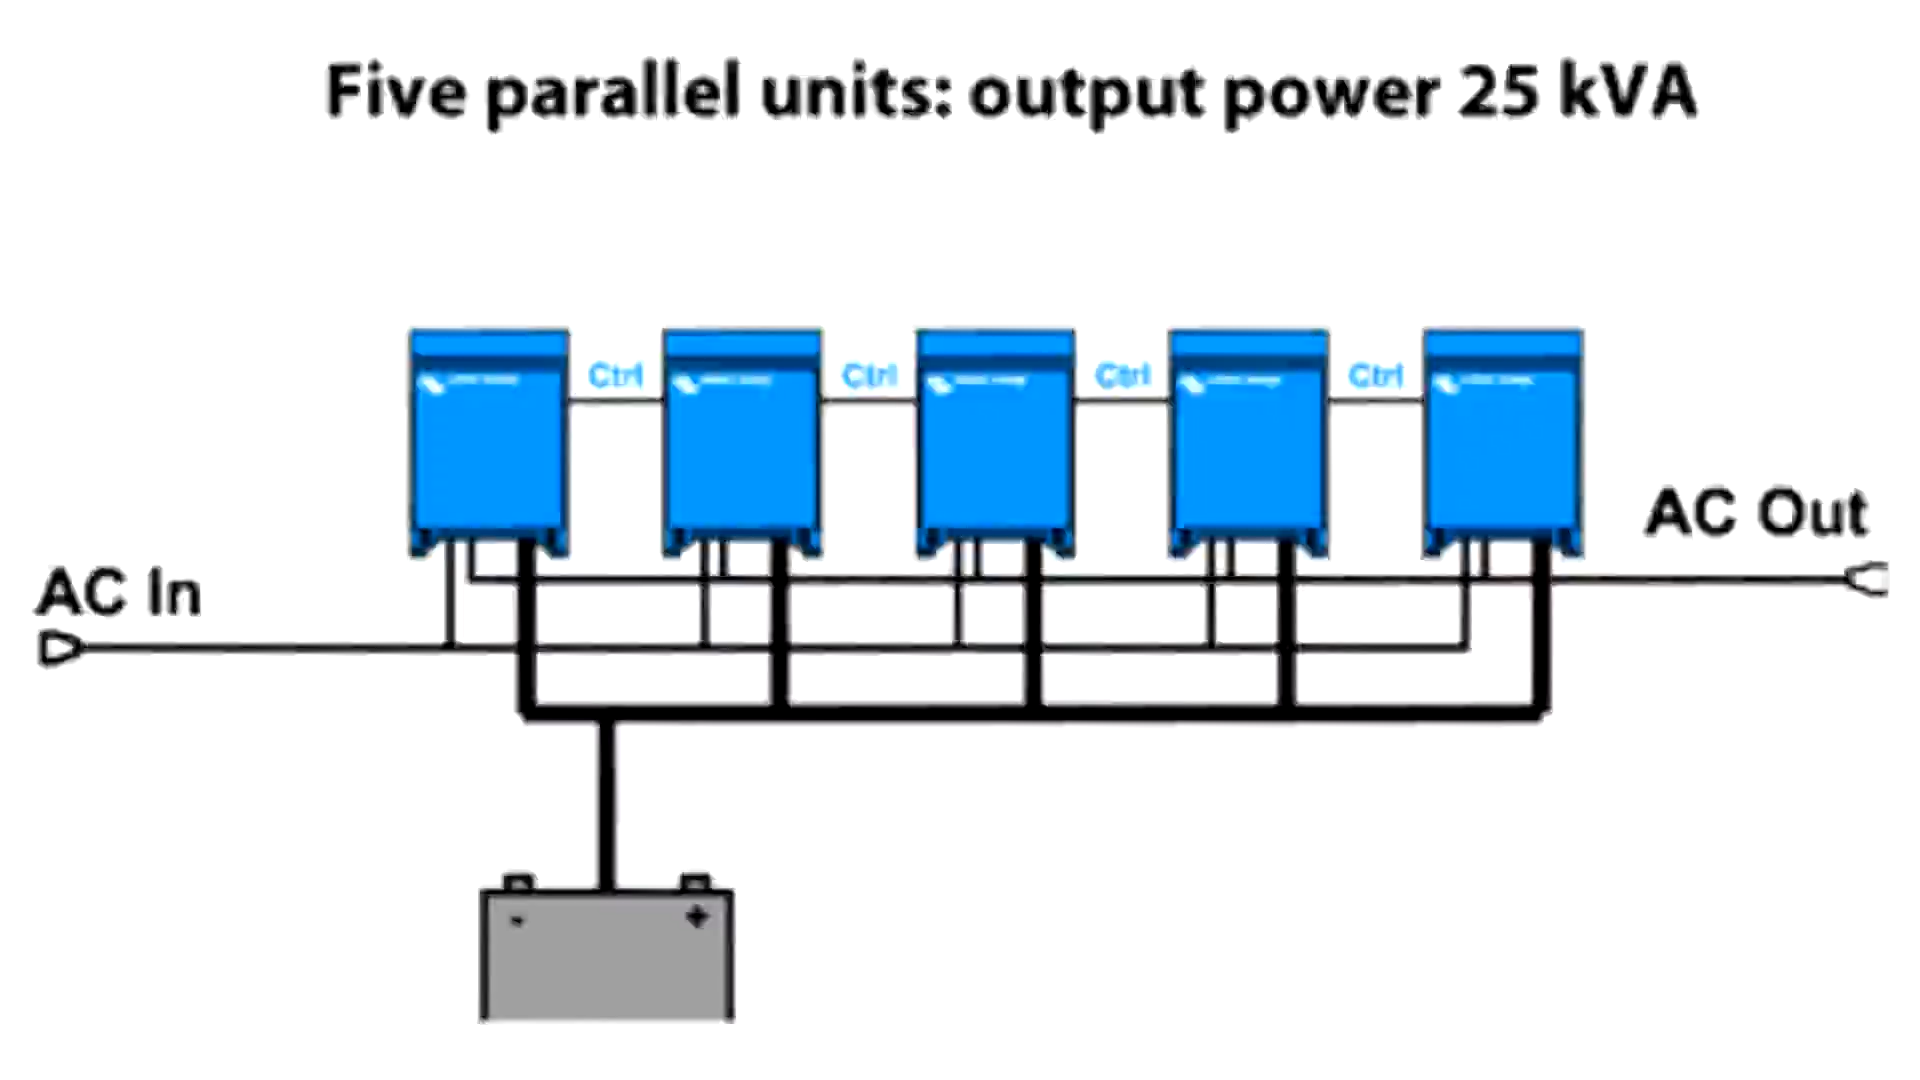 Five parallel units: output power 25 kVA
Ctrl Ctrl Ctrl Ctrl
AC Out
AC In
- +